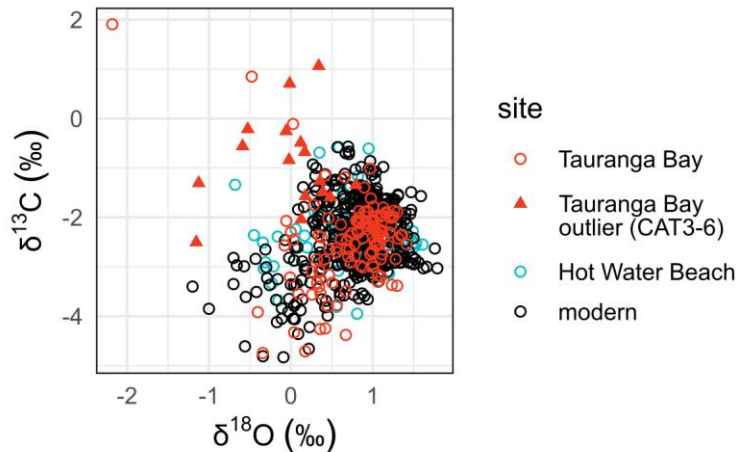 2
0
-2
-4
δ13C (‰)
-2
-1
0
1
δ18O (‰)
site
Tauranga Bay
Tauranga Bay
outlier (CAT3-6)
Hot Water Beach
modern